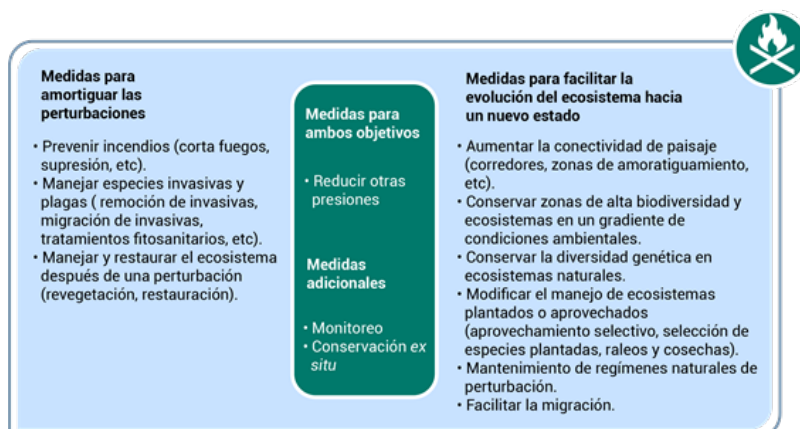 Medidas para
amortiguar las
perturbaciones
• Prevenir incendios (corta fuegos,
supresión, etc).
• Manejar especies invasivas y
plagas ( remoción de invasivas,
migración de invasivas,
tratamientos fitosanitarios, etc).
• Manejar y restaurar el ecosistema
después de una perturbación
(revegetación, restauración).
Medidas para
ambos objetivos
• Reducir otras
presiones
Medidas
adicionales
• Monitoreo
• Conservación ex
situ
Medidas para facilitar la
evolución del ecosistema hacia
un nuevo estado
• Aumentar la conectividad de paisaje
(corredores, zonas de amoratiguamiento,
etc).
• Conservar zonas de alta biodiversidad y
ecosistemas en un gradiente de
condiciones ambientales.
• Conservar la diversidad genética en
ecosistemas naturales.
• Modificar el manejo de ecosistemas
plantados o aprovechados
(aprovechamiento selectivo, selección de
especies plantadas, raleos y cosechas).
• Mantenimiento de regímenes naturales de
perturbación.
• Facilitar la migración.